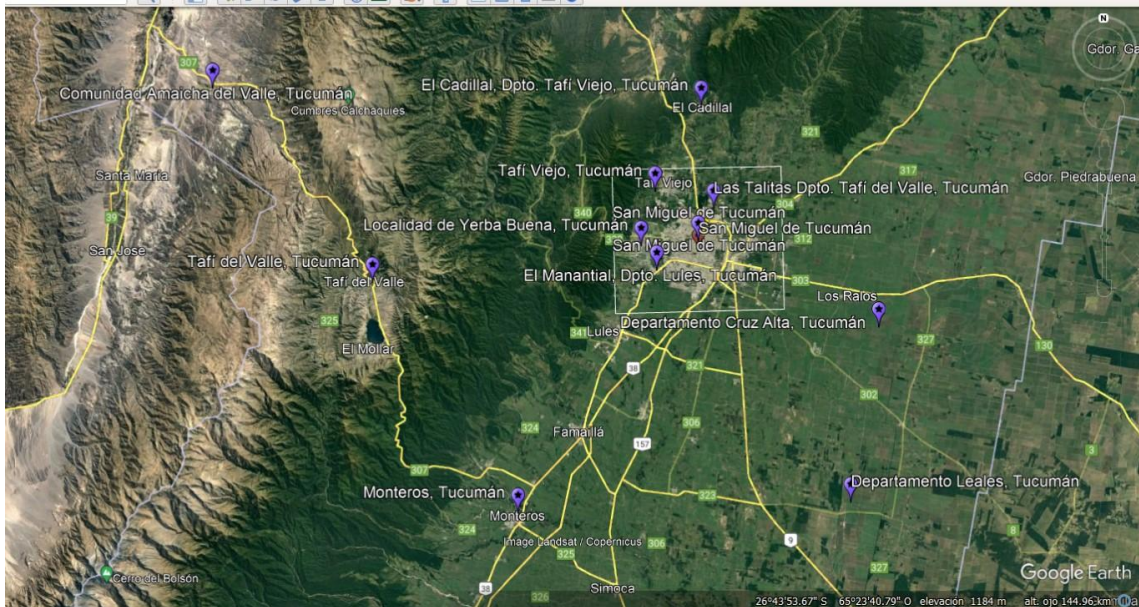 N
Gdor. Ga
307
Comunidad Amaicha del Valle, Tucumán
Cumbres Calchaquies
El Cadillal, Dpto. Tafí Viejo, Tucumán
El Cadillal
321
317
Santa María
Tafí Viejo, Tucumán
Tafí Viejo
Las Talitas Dpto. Tafí del Valle, Tucumán
Gdor. Piedrabuena
304
340
39
San Miguel de Tucumán
Localidad de Yerba Buena, Tucumán
San Miguel de Tucumán
312
San Jose
San Miguel de Tucumán
Tafí del Valle, Tucumán
Tafí del Valle
El Manantial, Dpto. Lules, Tucumán
303
Los Ralos
325
Departamento Cruz Alta, Tucumán
341
Lules
327
El Mollar
130
38
321
302
324
Famaillá
306
157
3
307
Monteros, Tucumán
Departamento Leales, Tucumán
323
Monteros
324
8
Image Landsat / Copernicus
306
325
9
Cerro del Bolsón
327
Google Earth
38
326
Simoca
26°43'53.67" S 65°23'40.79" O elevación 1184 m alt. ojo 144.96 km